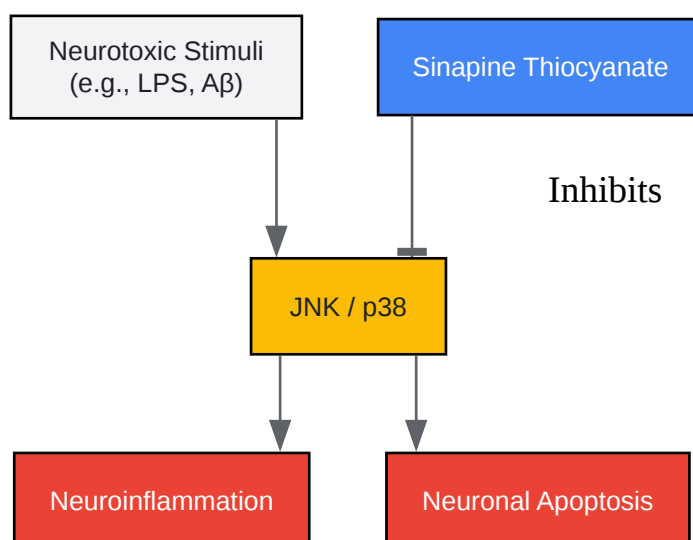 Neurotoxic Stimuli
(e.g., LPS, Aβ)
Sinapine Thiocyanate
Inhibits
JNK / p38
Neuroinflammation
Neuronal Apoptosis